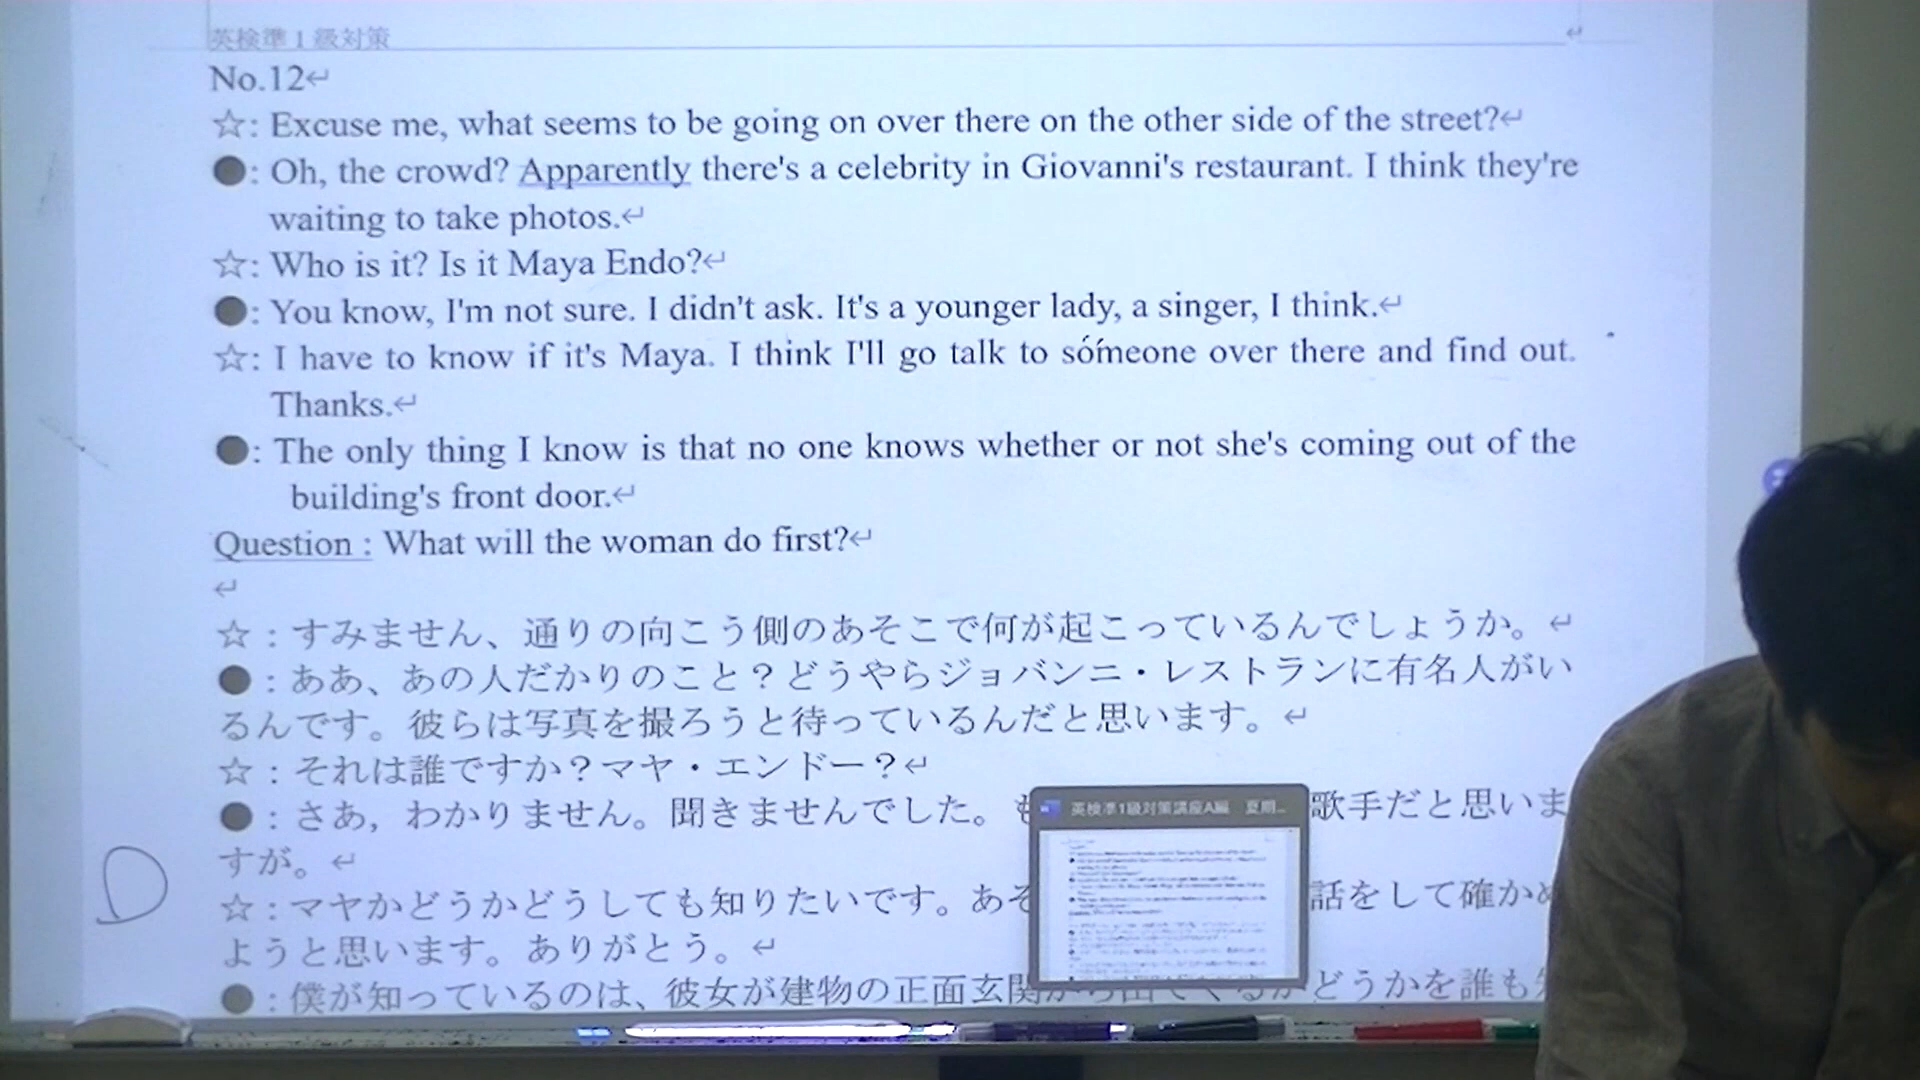 英検準１級対策
No.12↵
☆: Excuse me, what seems to be going on over there on the other side of the street?↵
●: Oh, the crowd? Apparently there's a celebrity in Giovanni's restaurant. I think they're
waiting to take photos.↵
☆: Who is it? Is it Maya Endo?↵
●: You know, I'm not sure. I didn't ask. It's a younger lady, a singer, I think.↵
☆: I have to know if it's Maya. I think I'll go talk to someone over there and find out.
Thanks.↵
●: The only thing I know is that no one knows whether or not she's coming out of the
building's front door.↵
Question : What will the woman do first?↵
☆：すみません、通りの向こう側のあそこで何が起こっているんでしょうか。↵
●：ああ、あの人だかりのこと？どうやらジョバンニ・レストランに有名人がい
るんです。彼らは写真を撮ろうと待っているんだと思います。↵
☆：それは誰ですか？マヤ・エンドー？↵
●：さあ，わかりません。聞きませんでした。 歌手だと思いま
すが。↵
英検準1級対策講座A編 夏期...
☆：マヤかどうかどうしても知りたいです。あそ 話をして確かめ
ようと思います。ありがとう。↵
●：僕が知っているのは、彼女が建物の正面玄関から出てくるかどうかを誰も
D